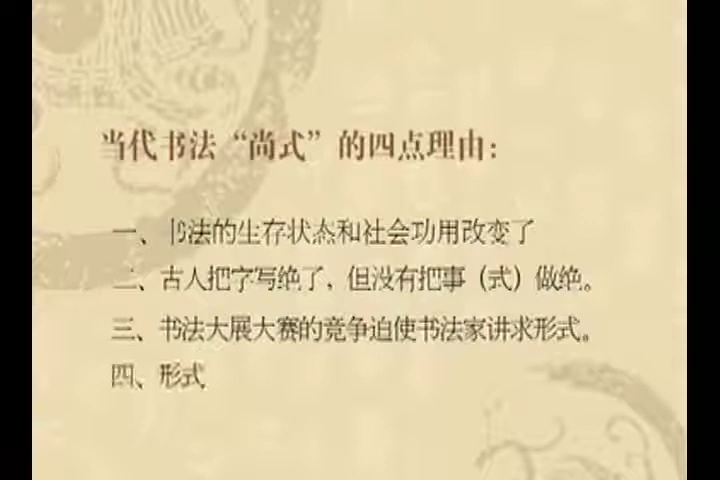 当代书法“尚式”的四点理由：
一、书法的生存状态和社会功用改变了
二、古人把字写绝了，但没有把事（式）做绝。
三、书法大展大赛的竞争迫使书法家讲求形式。
四、形式